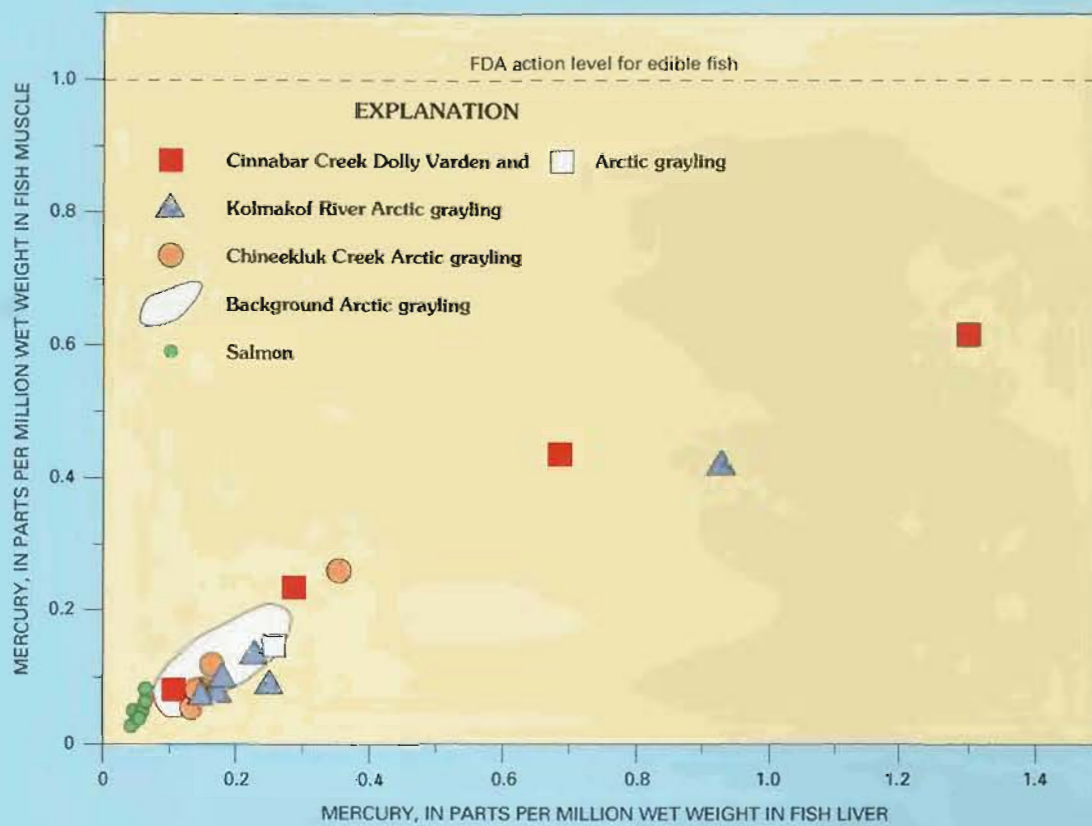 FDA action level for edible fish
EXPLANATION
Cinnabar Creek Dolly Varden and Arctic grayling
Kolmakof River Arctic grayling
Chineekluk Creek Arctic grayling
Background Arctic grayling
Salmon
MERCURY, IN PARTS PER MILLION WET WEIGHT IN FISH MUSCLE
1.0
0.8
0.6
0.4
0.2
0
0 0.2 0.4 0.6 0.8 1.0 1.2 1.4
MERCURY, IN PARTS PER MILLION WET WEIGHT IN FISH LIVER